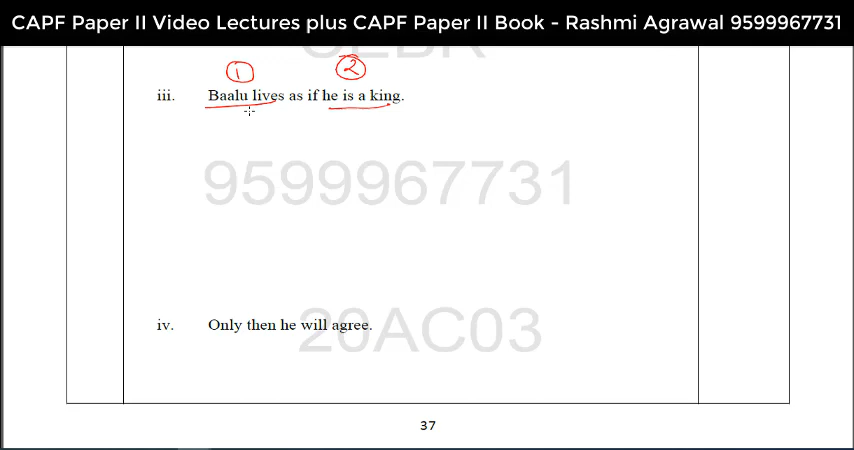 CAPF Paper II Video Lectures plus CAPF Paper II Book - Rashmi Agrawal 9599967731
1 2
iii. Baalu lives as if he is a king.
9599967731
iv. Only then he will agree.
20AC03
37